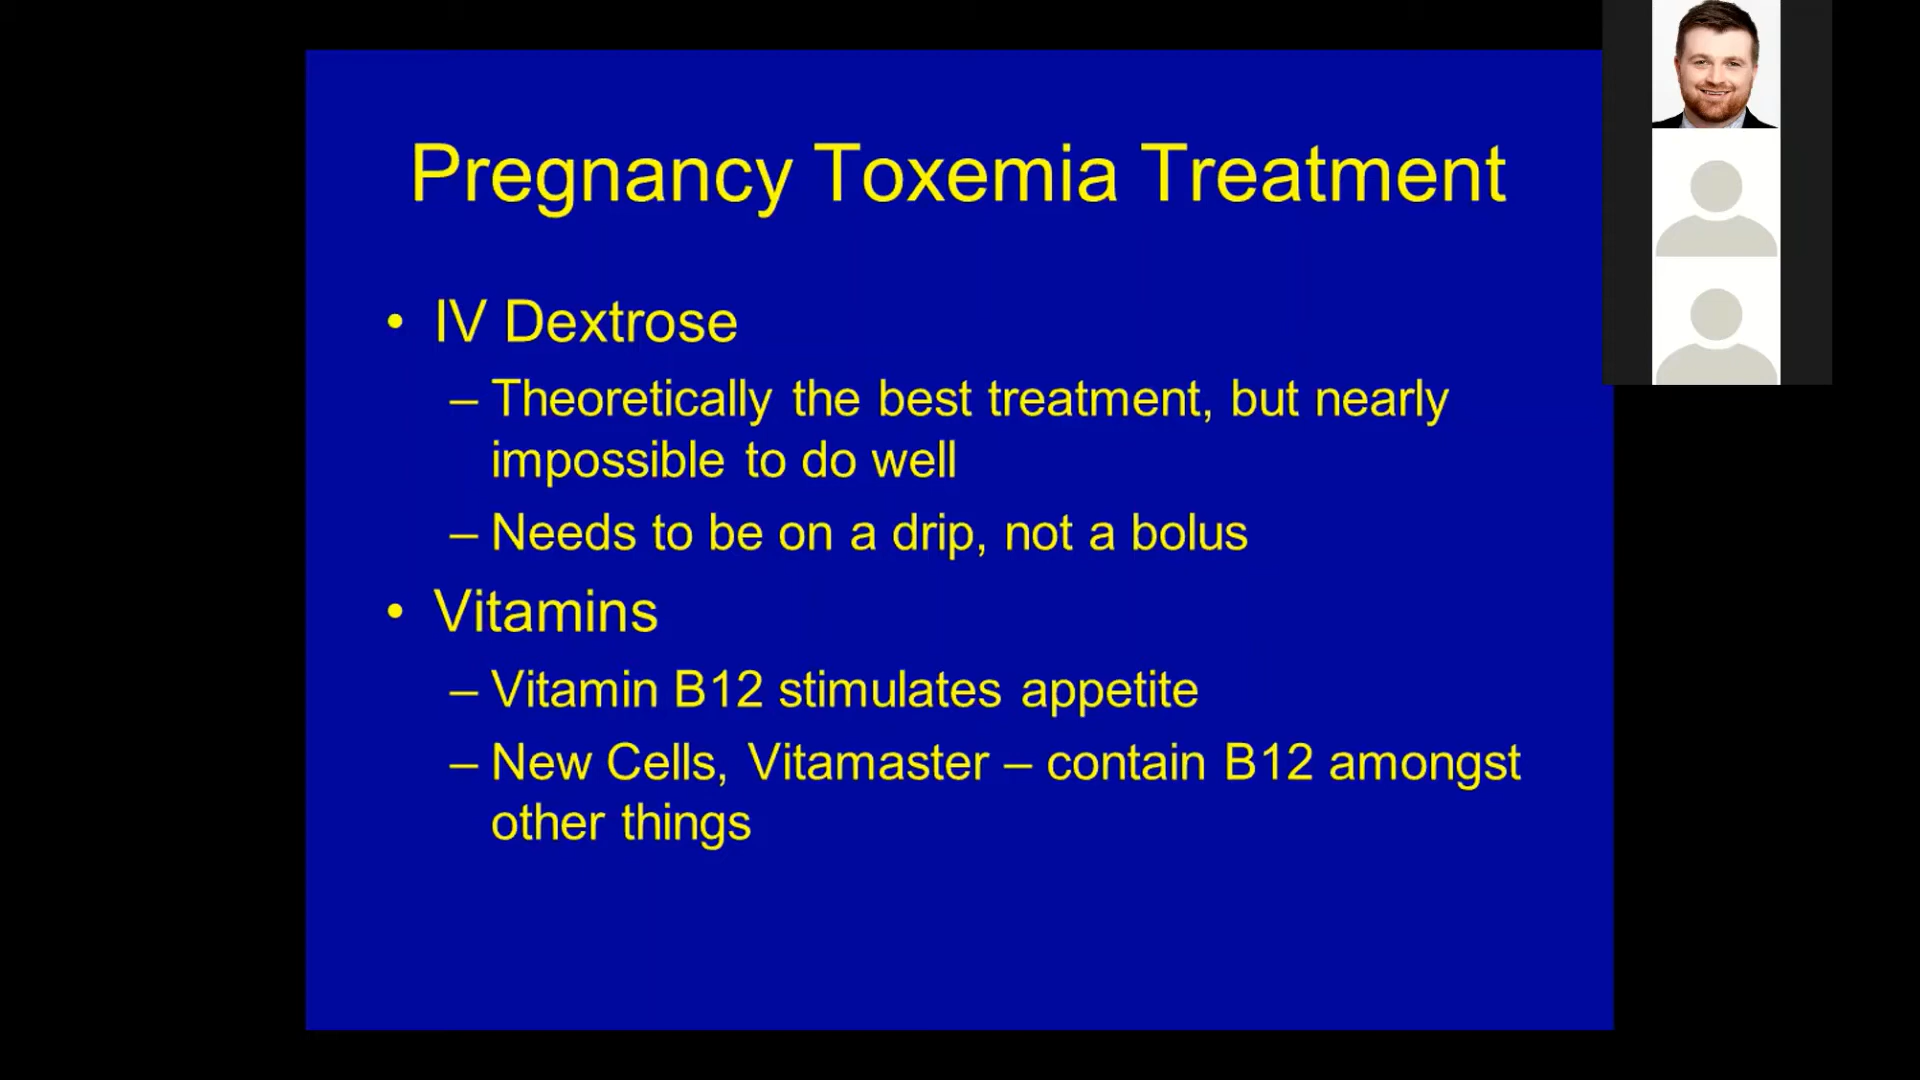 Pregnancy Toxemia Treatment
• IV Dextrose
– Theoretically the best treatment, but nearly
impossible to do well
– Needs to be on a drip, not a bolus
• Vitamins
– Vitamin B12 stimulates appetite
– New Cells, Vitamaster – contain B12 amongst
other things